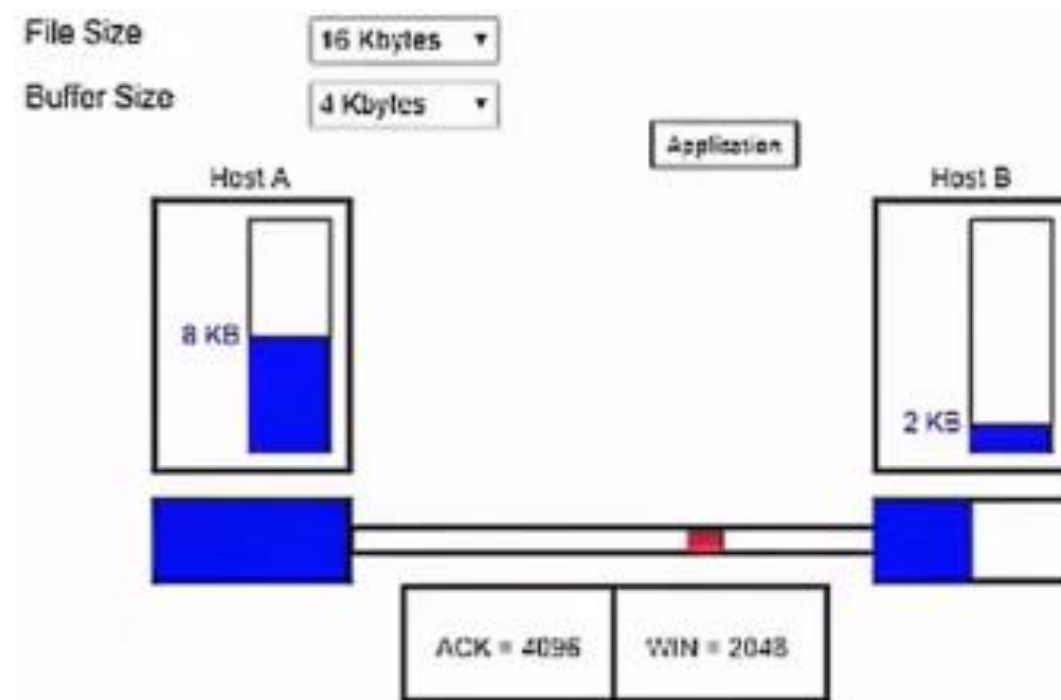 File Size
16 Kbytes
Buffer Size
4 Kbytes
Application
Host A
Host B
8 KB
2 KB
ACK = 4096
WIN = 2048